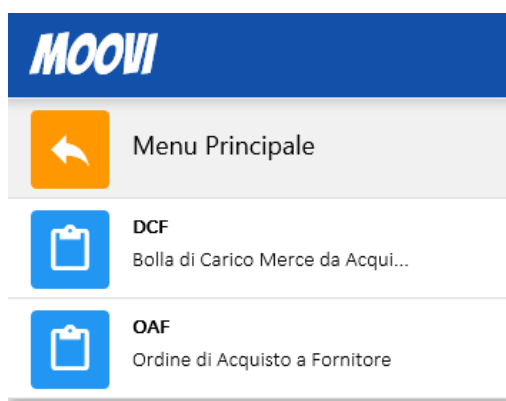 MOOVI
Menu Principale
DCF
Bolla di Carico Merce da Acqui...
OAF
Ordine di Acquisto a Fornitore